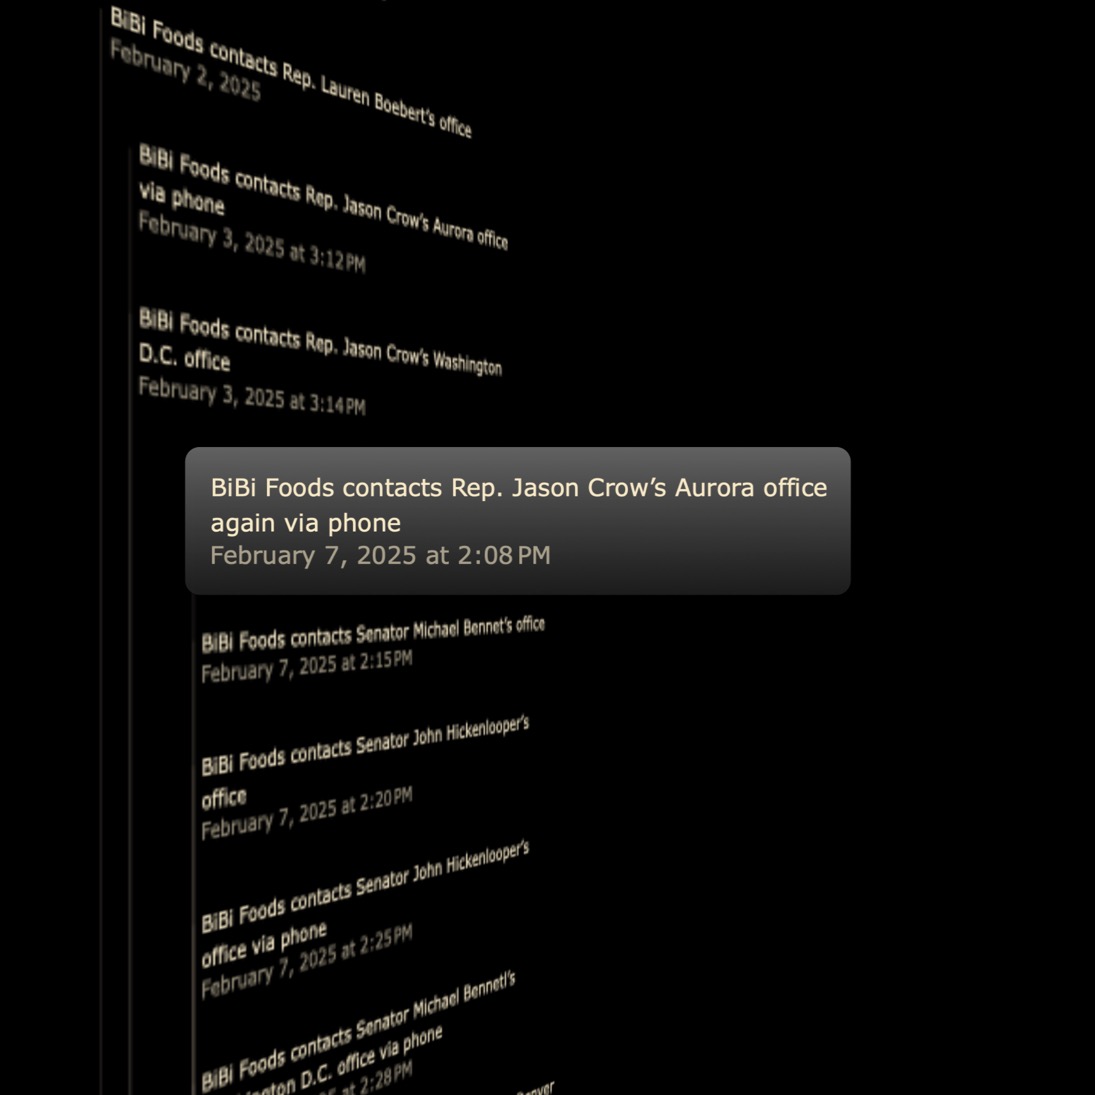 BiBi Foods contacts Rep. Lauren Boebert’s office
February 2, 2025
BiBi Foods contacts Rep. Jason Crow’s Aurora office
via phone
February 3, 2025 at 3:12 PM
BiBi Foods contacts Rep. Jason Crow’s Washington
D.C. office
February 3, 2025 at 3:14 PM
BiBi Foods contacts Rep. Jason Crow’s Aurora office
again via phone
February 7, 2025 at 2:08 PM
BiBi Foods contacts Senator Michael Bennet’s office
February 7, 2025 at 2:15 PM
BiBi Foods contacts Senator John Hickenlooper’s
office
February 7, 2025 at 2:20 PM
BiBi Foods contacts Senator John Hickenlooper’s
office via phone
February 7, 2025 at 2:25 PM
BiBi Foods contacts Senator Michael Bennetl’s
D.C. office via phone
at 2:28 PM